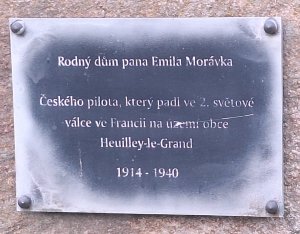 Rodný dům pana Emila Morávka
Českého pilota, který padl ve 2. světové
válce ve Francii na území obce
Heuilley-le-Grand
1914 - 1940